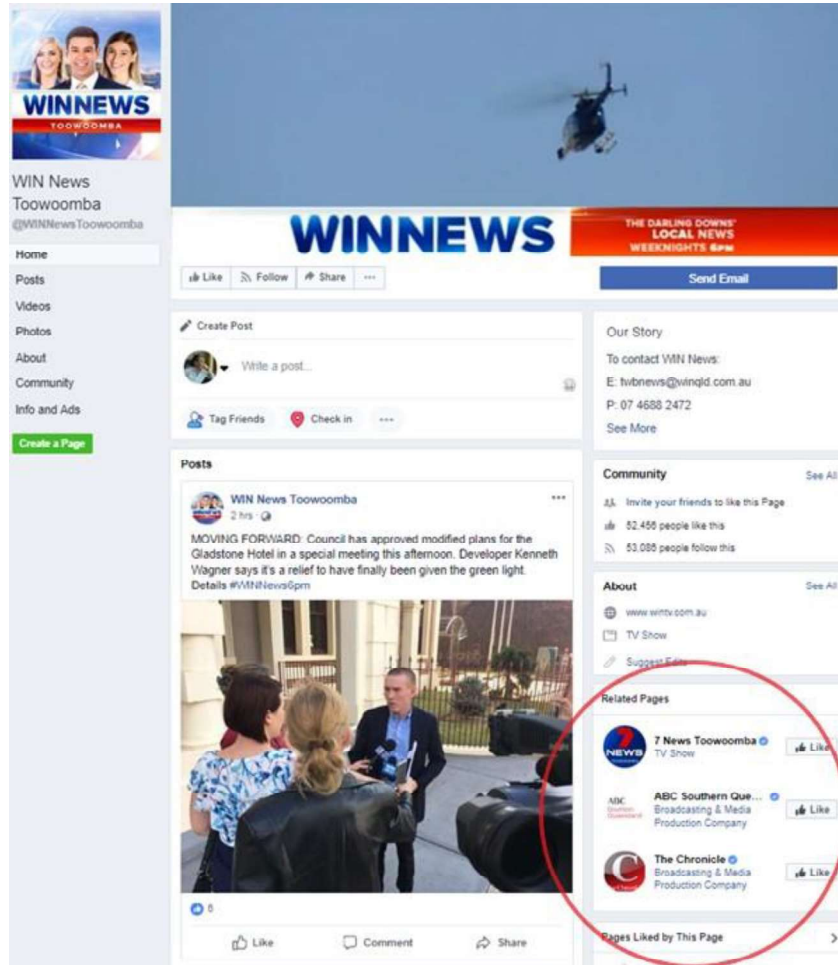 WINNEWS
TOOWOOMBA
WIN News
Toowoomba
@WINNewsToowoomba
Home
Posts
Videos
Photos
About
Community
Info and Ads
Create a Page
WINNEWS
THE DARLING DOWNS'
LOCAL NEWS
WEEKNIGHTS 6PM
Like
Follow
Share
Send Email
Create Post
Write a post...
Tag Friends
Check in
Posts
WIN News Toowoomba
2 hrs
MOVING FORWARD: Council has approved modified plans for the
Gladstone Hotel in a special meeting this afternoon. Developer Kenneth
Wagner says it's a relief to have finally been given the green light.
Details #WINNews6pm
6
Like
Comment
Share
Our Story
To contact WIN News:
E: twbnews@winqld.com.au
P: 07 4688 2472
See More
Community
See All
Invite your friends to like this Page
52,456 people like this
53,086 people follow this
About
See All
www.wintv.com.au
TV Show
Suggest Edits
Related Pages
7
NEWS
7 News Toowoomba
TV Show
Like
ABC
Southern
Queensland
ABC Southern Que...
Broadcasting & Media
Production Company
Like
The Chronicle
Broadcasting & Media
Production Company
Like
Pages Liked by This Page